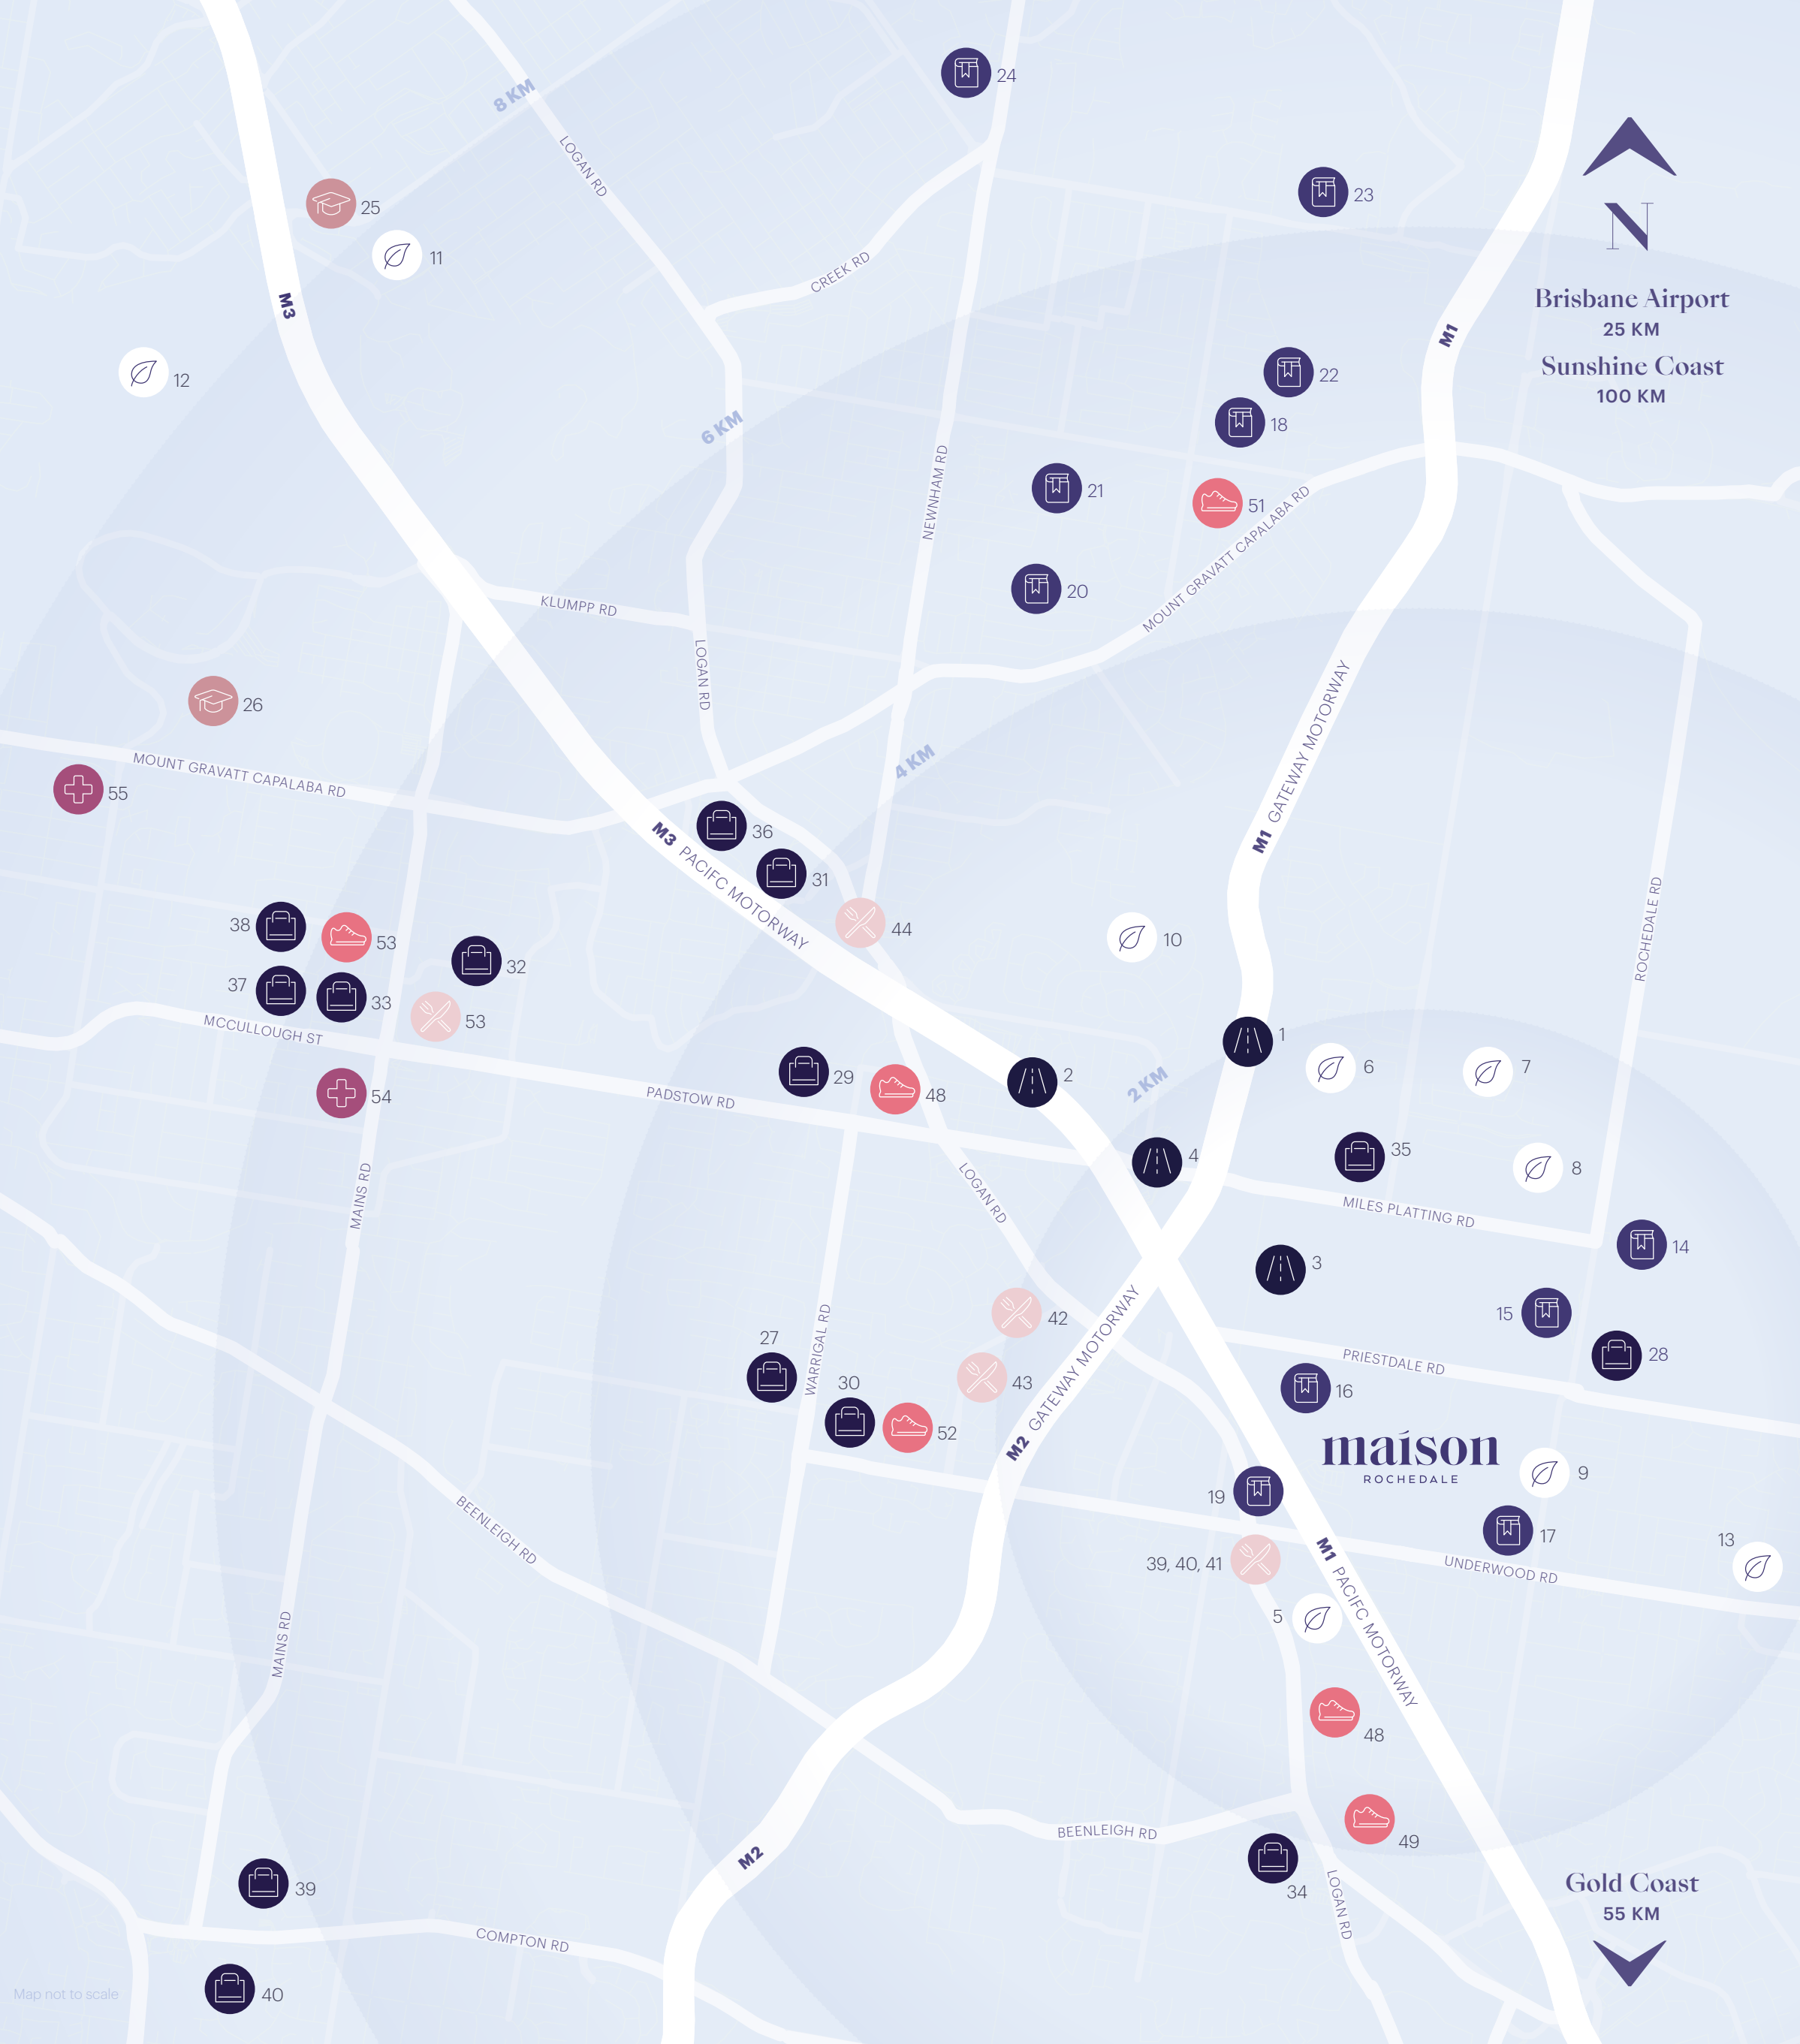 24
8 KM
LOGAN RD
23
25
11
N
CREEK RD
M3
Brisbane Airport
25 KM
M1
Sunshine Coast
100 KM
12
22
18
6 KM
NEWNHAM RD
21
51
MOUNT GRAVATT CAPALABA RD
20
KLUMPP RD
LOGAN RD
26
M1 GATEWAY MOTORWAY
4 KM
MOUNT GRAVATT CAPALABA RD
55
36
31
M3 PACIFC MOTORWAY
44
10
ROCHEDALE RD
38
53
32
37
33
53
MCCULLOUGH ST
1
6
7
29
48
2
2 KM
54
PADSTOW RD
4
35
8
MAINS RD
LOGAN RD
MILES PLATTING RD
14
3
42
15
27
WARRIGAL RD
30
43
PRIESTDALE RD
28
16
52
M2 GATEWAY MOTORWAY
maison
ROCHEDALE
9
19
BEENLEIGH RD
17
13
39, 40, 41
UNDERWOOD RD
M1 PACIFC MOTORWAY
5
MAINS RD
48
BEENLEIGH RD
49
M2
34
LOGAN RD
Gold Coast
55 KM
39
COMPTON RD
40
Map not to scale